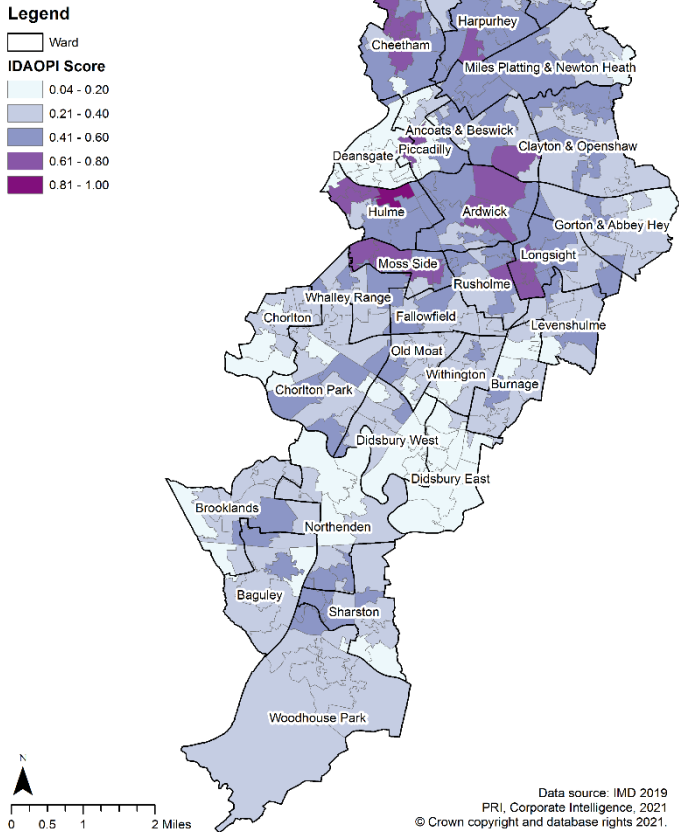 Legend
Ward
IDAOPI Score
0.04 - 0.20
0.21 - 0.40
0.41 - 0.60
0.61 - 0.80
0.81 - 1.00
Harpurhey
Cheetham
Miles Platting & Newton Heath
Ancoats & Beswick
Piccadilly
Clayton & Openshaw
Deansgate
Hulme
Ardwick
Gorton & Abbey Hey
Moss Side
Longsight
Rusholme
Whalley Range
Chorlton
Fallowfield
Levenshulme
Old Moat
Withington
Burnage
Chorlton Park
Didsbury West
Didsbury East
Brooklands
Northenden
Baguley
Sharston
Woodhouse Park
N
0 0.5 1 2 Miles
Data source: IMD 2019
PRI, Corporate Intelligence, 2021
© Crown copyright and database rights 2021.